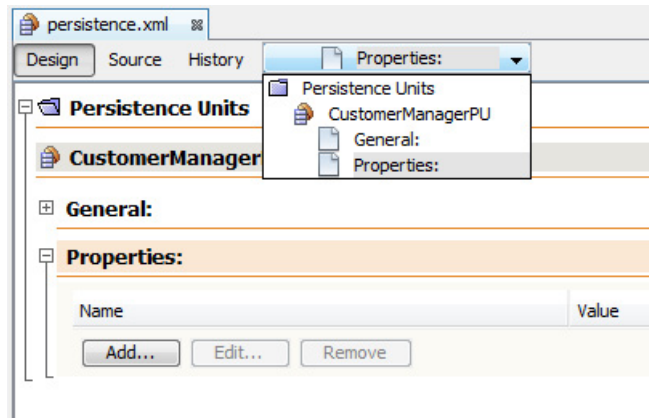 persistence.xml
Design Source History Properties:
Persistence Units
CustomerManagerPU
General:
Properties:
Persistence Units
CustomerManager
General:
Properties:
Name Value
Add... Edit... Remove